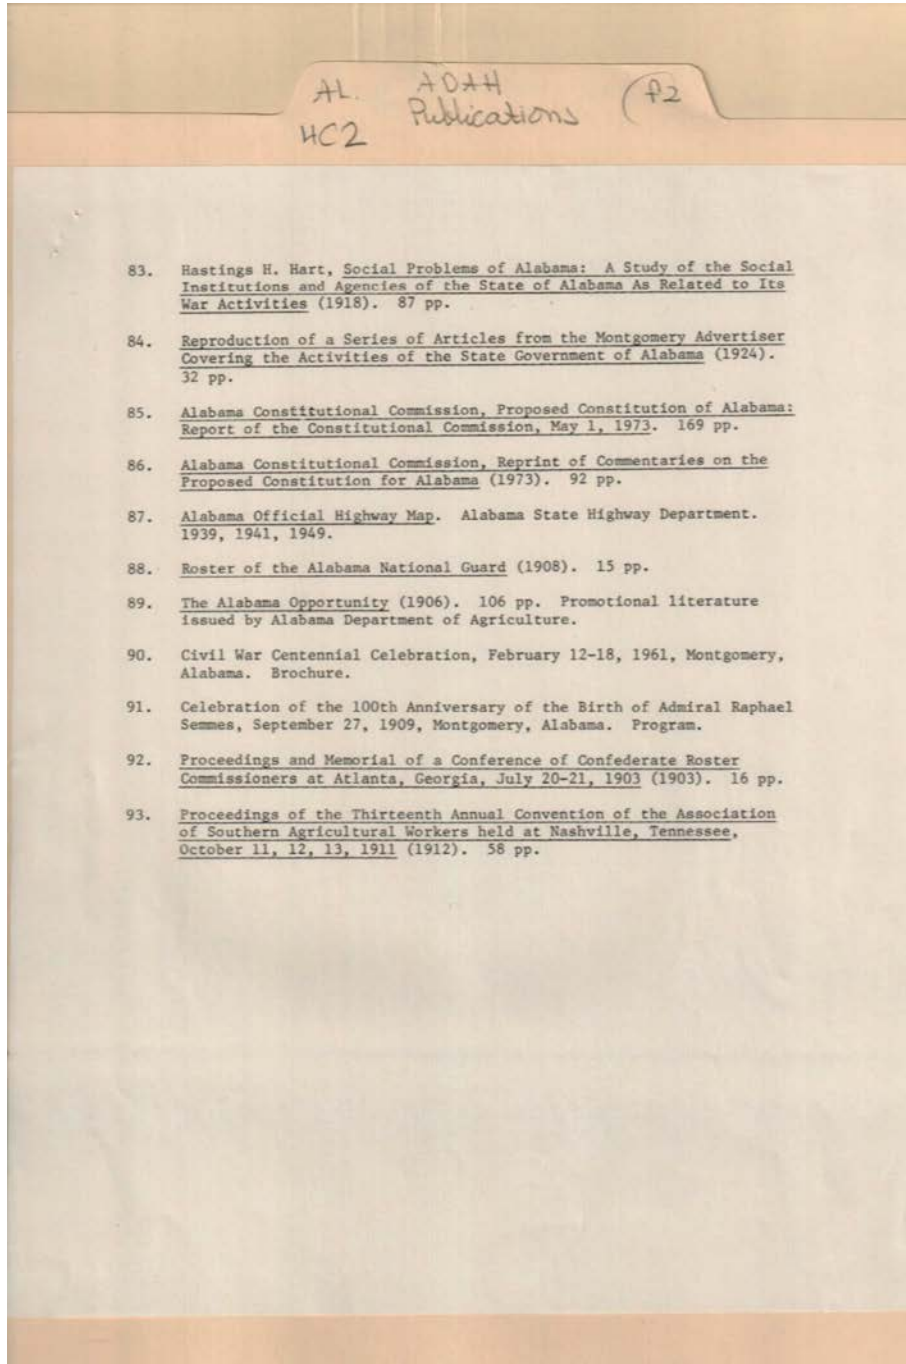 AL. ADAH (P2)
4C2 Publications
83. Hastings H. Hart, Social Problems of Alabama: A Study of the Social
Institutions and Agencies of the State of Alabama As Related to Its
War Activities (1918). 87 pp.
84. Reproduction of a Series of Articles from the Montgomery Advertiser
Covering the Activities of the State Government of Alabama (1924).
32 pp.
85. Alabama Constitutional Commission, Proposed Constitution of Alabama:
Report of the Constitutional Commission, May 1, 1973. 169 pp.
86. Alabama Constitutional Commission, Reprint of Commentaries on the
Proposed Constitution for Alabama (1973). 92 pp.
87. Alabama Official Highway Map. Alabama State Highway Department.
1939, 1941, 1949.
88. Roster of the Alabama National Guard (1908). 15 pp.
89. The Alabama Opportunity (1906). 106 pp. Promotional literature
issued by Alabama Department of Agriculture.
90. Civil War Centennial Celebration, February 12-18, 1961, Montgomery,
Alabama. Brochure.
91. Celebration of the 100th Anniversary of the Birth of Admiral Raphael
Semmes, September 27, 1909, Montgomery, Alabama. Program.
92. Proceedings and Memorial of a Conference of Confederate Roster
Commissioners at Atlanta, Georgia, July 20-21, 1903 (1903). 16 pp.
93. Proceedings of the Thirteenth Annual Convention of the Association
of Southern Agricultural Workers held at Nashville, Tennessee,
October 11, 12, 13, 1911 (1912). 58 pp.